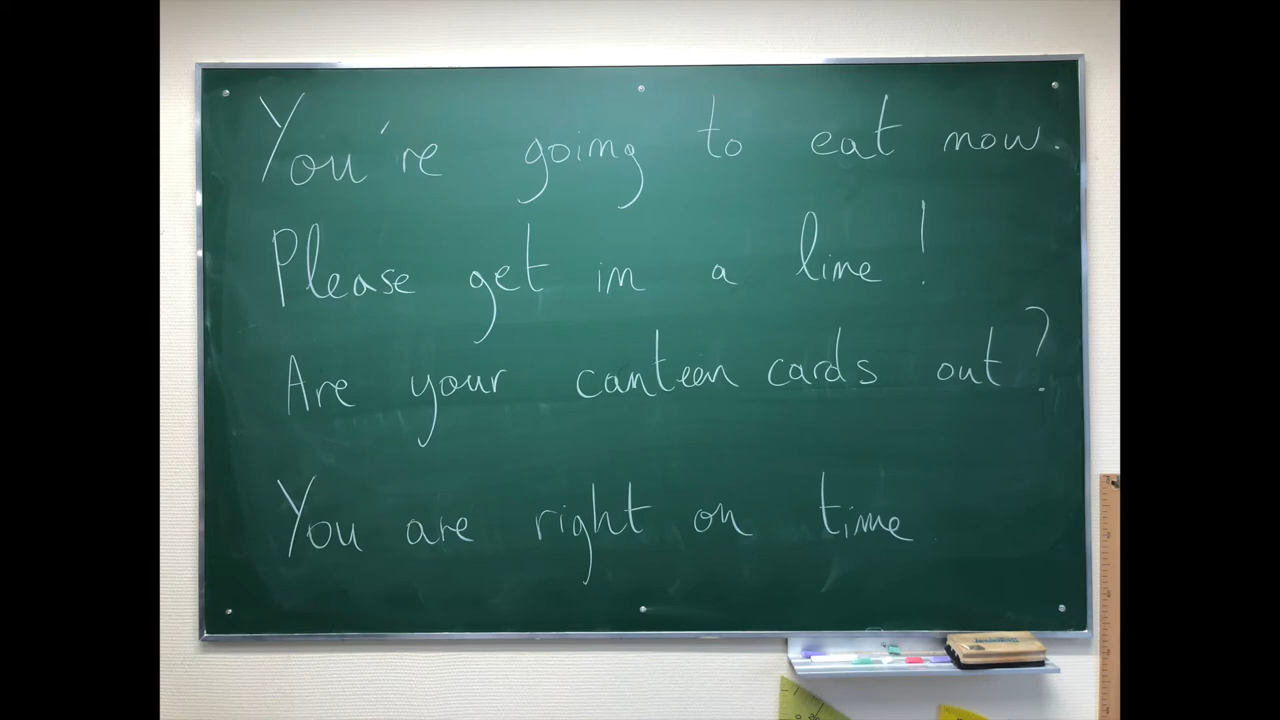 You're going to eat now.
Please get in a line!
Are your canteen cards out?
You are right on time